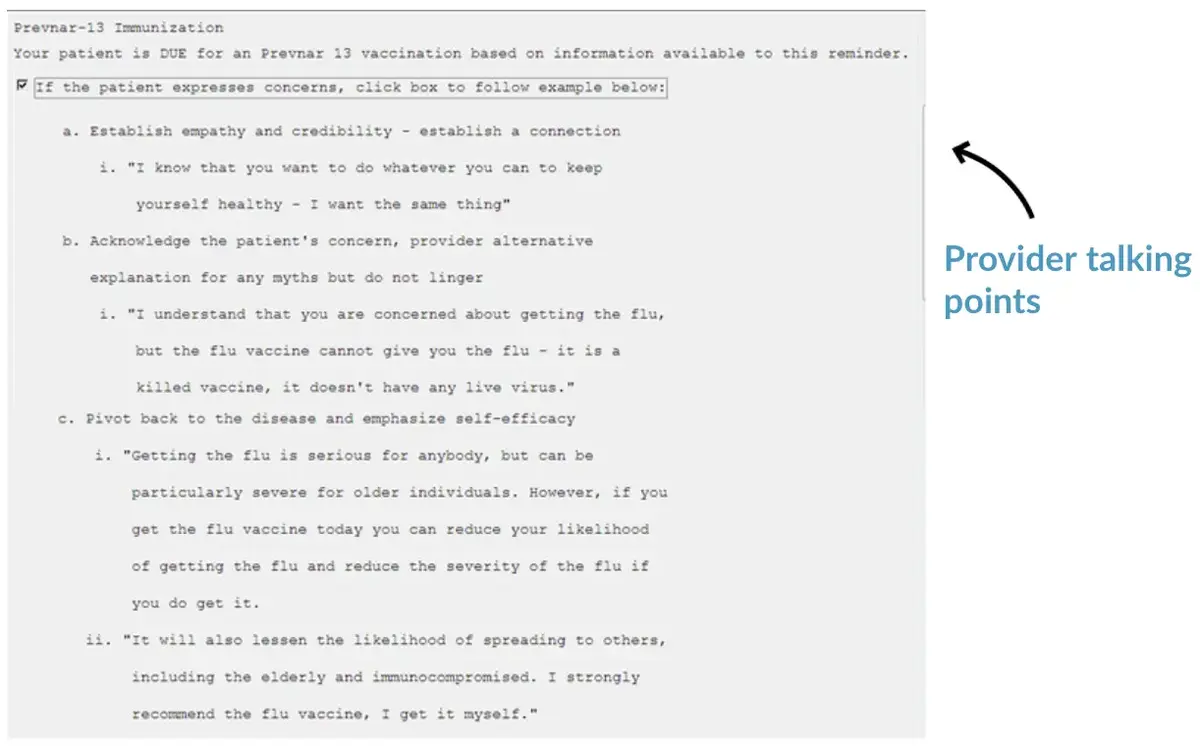 Prevnar-13 Immunization
Your patient is DUE for an Prevnar 13 vaccination based on information available to this reminder.
If the patient expresses concerns, click box to follow example below:
a. Establish empathy and credibility - establish a connection
i. "I know that you want to do whatever you can to keep
yourself healthy - I want the same thing"
b. Acknowledge the patient's concern, provider alternative
explanation for any myths but do not linger
i. "I understand that you are concerned about getting the flu,
but the flu vaccine cannot give you the flu - it is a
killed vaccine, it doesn't have any live virus."
c. Pivot back to the disease and emphasize self-efficacy
i. "Getting the flu is serious for anybody, but can be
particularly severe for older individuals. However, if you
get the flu vaccine today you can reduce your likelihood
of getting the flu and reduce the severity of the flu if
you do get it.
ii. "It will also lessen the likelihood of spreading to others,
including the elderly and immunocompromised. I strongly
recommend the flu vaccine, I get it myself."
Provider talking
points